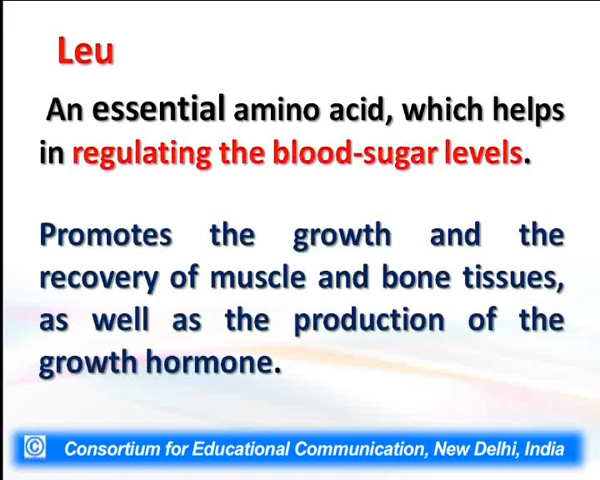 Leu
An essential amino acid, which helps
in regulating the blood-sugar levels.
Promotes the growth and the
recovery of muscle and bone tissues,
as well as the production of the
growth hormone.
© Consortium for Educational Communication, New Delhi, India